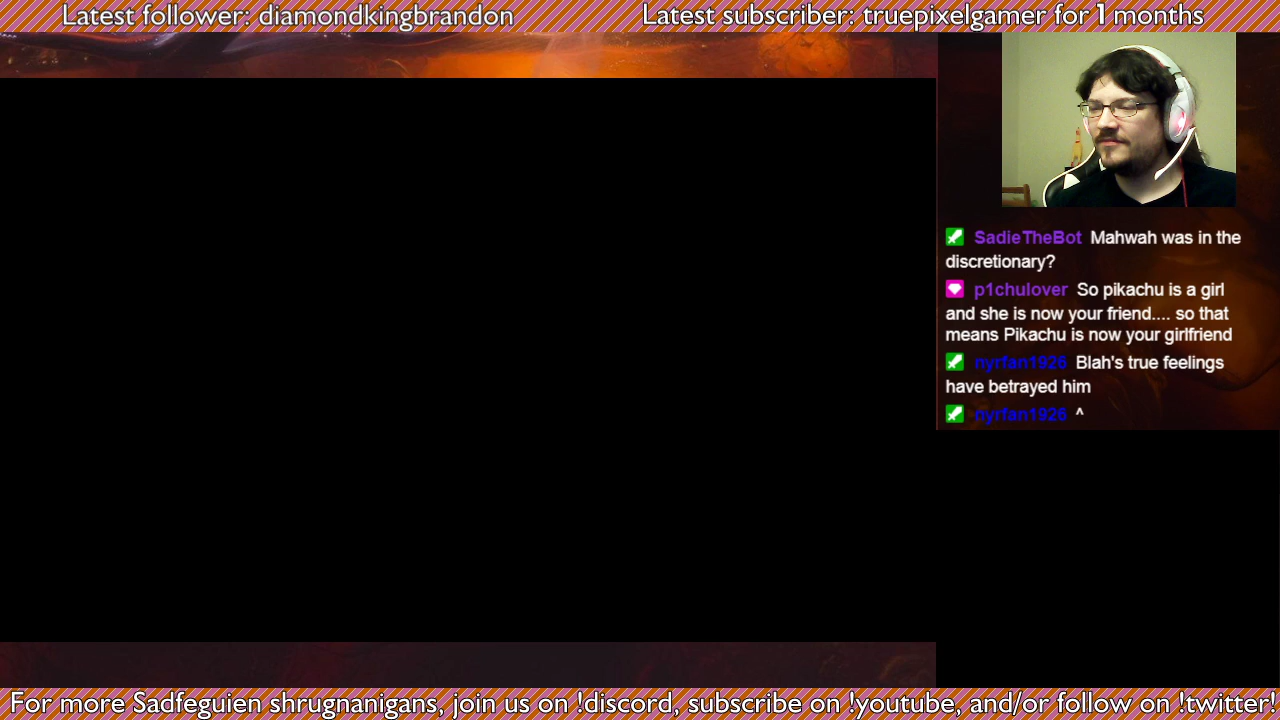 Latest follower: diamondkingbrandon
Latest subscriber: truepixelgamer for 1 months
SadieTheBot Mahwah was in the
discretionary?
p1chulover So pikachu is a girl
and she is now your friend.... so that
means Pikachu is now your girlfriend
nyrfan1926 Blah's true feelings
have betrayed him
nyrfan1926 ^
For more Sadfeguien shrugnanigans, join us on !discord, subscribe on !youtube, and/or follow on !twitter!